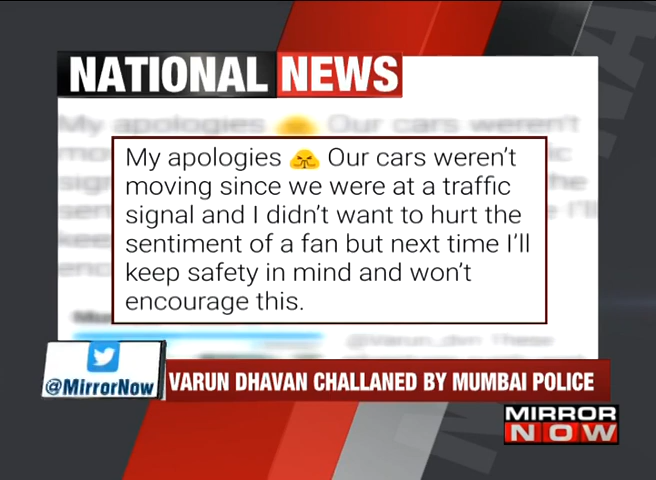 NATIONAL NEWS
My apologies 🙏 Our cars weren't
moving since we were at a traffic
signal and I didn't want to hurt the
sentiment of a fan but next time I'll
keep safety in mind and won't
encourage this.
@MirrorNow
VARUN DHAVAN CHALLANED BY MUMBAI POLICE
MIRROR
NOW